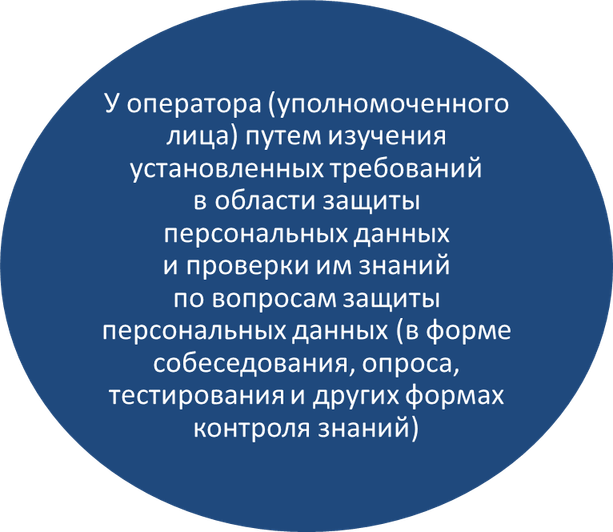 У оператора (уполномоченного
лица) путем изучения
установленных требований
в области защиты
персональных данных
и проверки им знаний
по вопросам защиты
персональных данных (в форме
собеседования, опроса,
тестирования и других формах
контроля знаний)